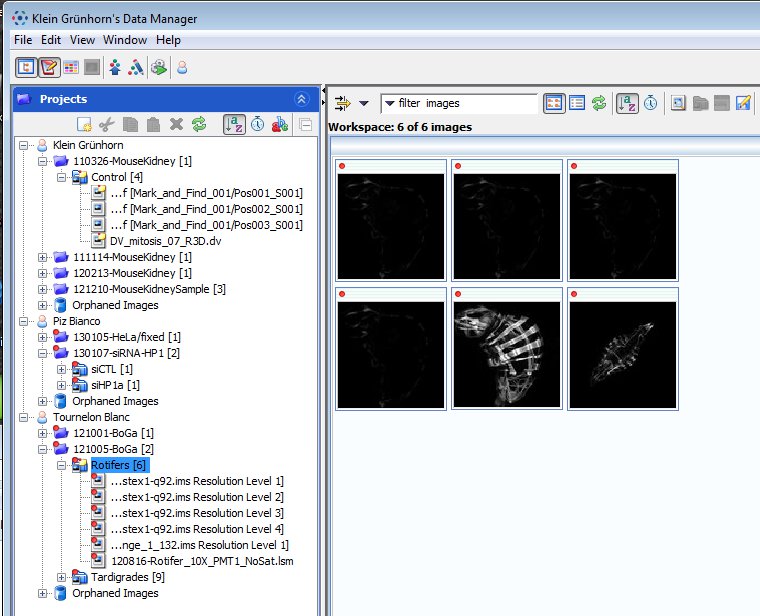 Klein Grünhorn's Data Manager
File Edit View Window Help
Projects
filter images
Workspace: 6 of 6 images
Klein Grünhorn
110326-MouseKidney [1]
Control [4]
...f [Mark_and_Find_001/Pos001_S001]
...f [Mark_and_Find_001/Pos002_S001]
...f [Mark_and_Find_001/Pos003_S001]
DV_mitosis_07_R3D.dv
111114-MouseKidney [1]
120213-MouseKidney [1]
121210-MouseKidneySample [3]
Orphaned Images
Piz Bianco
130105-HeLa/fixed [1]
130107-siRNA-HP1 [2]
siCTL [1]
siHP1a [1]
Orphaned Images
Tournelon Blanc
121001-BoGa [1]
121005-BoGa [2]
Rotifers [6]
...stex1-q92.ims Resolution Level 1]
...stex1-q92.ims Resolution Level 2]
...stex1-q92.ims Resolution Level 3]
...stex1-q92.ims Resolution Level 4]
...nge_1_132.ims Resolution Level 1]
120816-Rotifer_10X_PMT1_NoSat.lsm
Tardigrades [9]
Orphaned Images